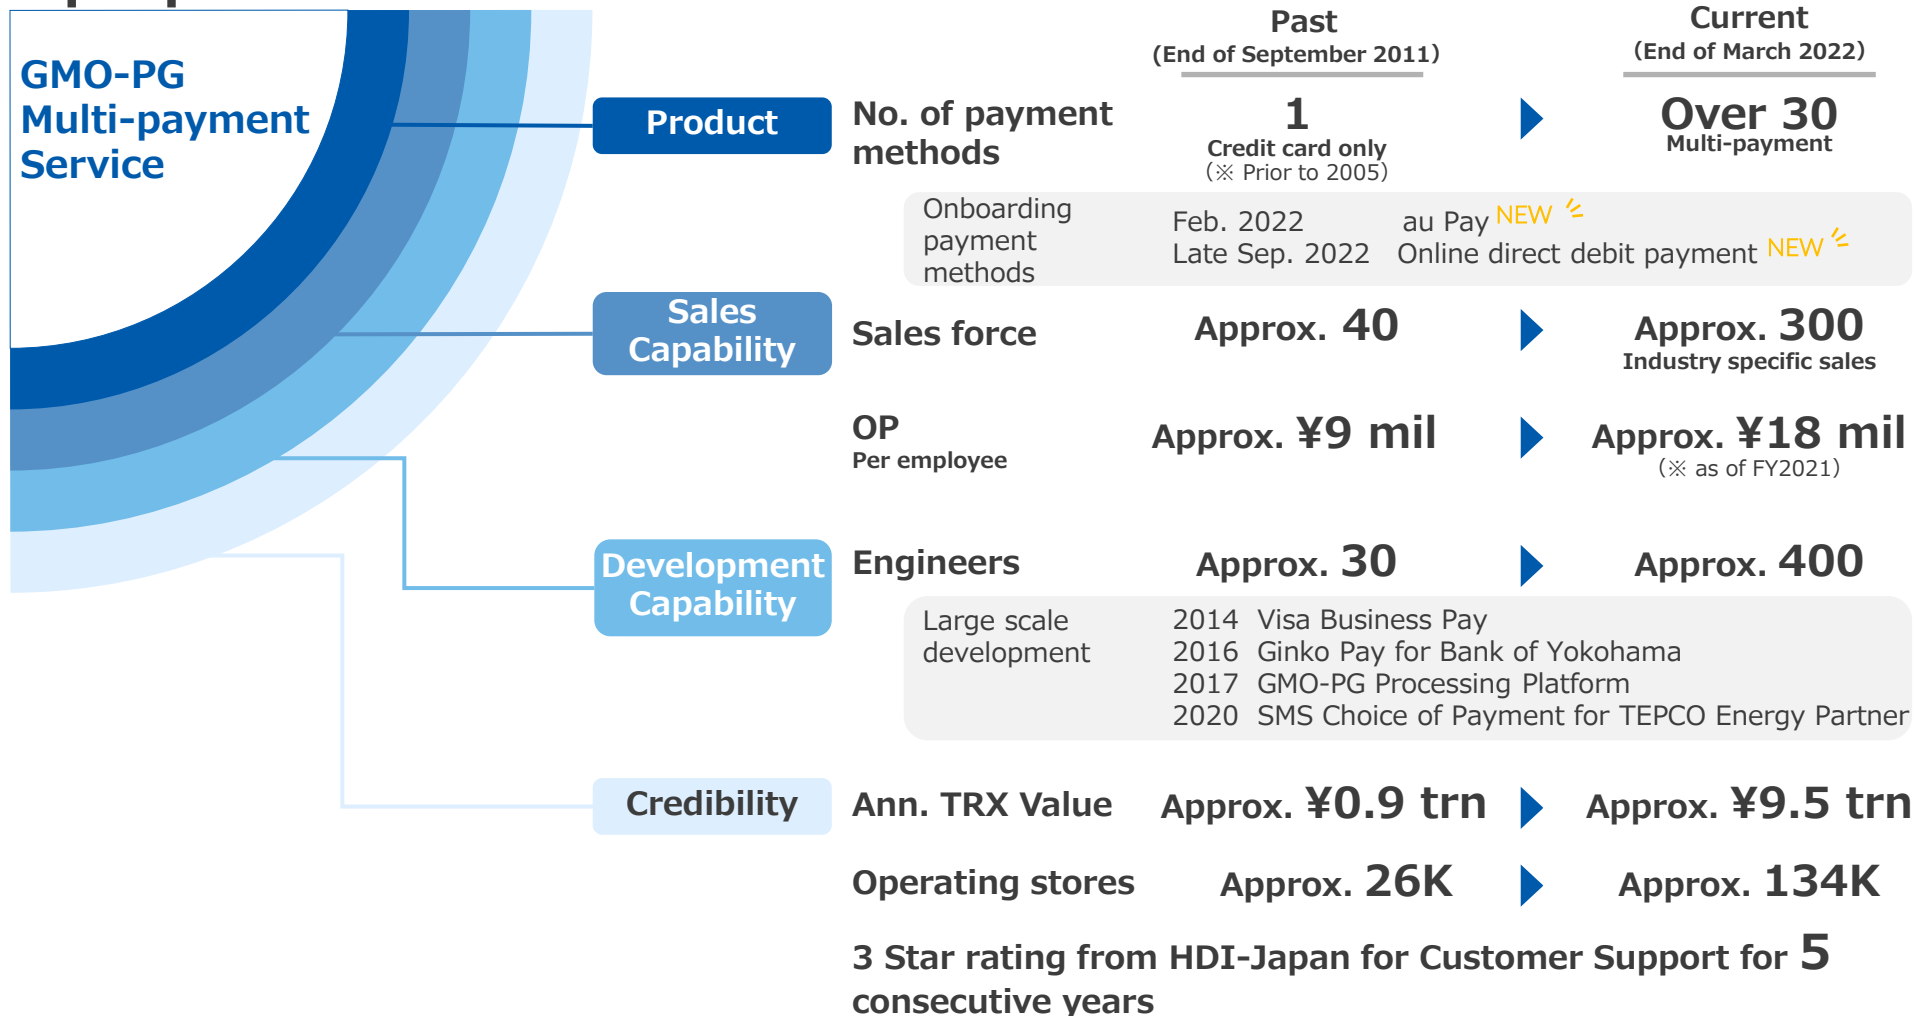 GMO-PG
Multi-payment
Service
Past
(End of September 2011)
Current
(End of March 2022)
Product
No. of payment
methods
1
Credit card only
(※ Prior to 2005)
Over 30
Multi-payment
Onboarding
payment
methods
Feb. 2022 au Pay NEW
Late Sep. 2022 Online direct debit payment NEW
Sales
Capability
Sales force
Approx. 40
Approx. 300
Industry specific sales
OP
Per employee
Approx. ¥9 mil
Approx. ¥18 mil
(※ as of FY2021)
Development
Capability
Engineers
Approx. 30
Approx. 400
Large scale
development
2014 Visa Business Pay
2016 Ginko Pay for Bank of Yokohama
2017 GMO-PG Processing Platform
2020 SMS Choice of Payment for TEPCO Energy Partner
Credibility
Ann. TRX Value
Approx. ¥0.9 trn
Approx. ¥9.5 trn
Operating stores
Approx. 26K
Approx. 134K
3 Star rating from HDI-Japan for Customer Support for 5
consecutive years